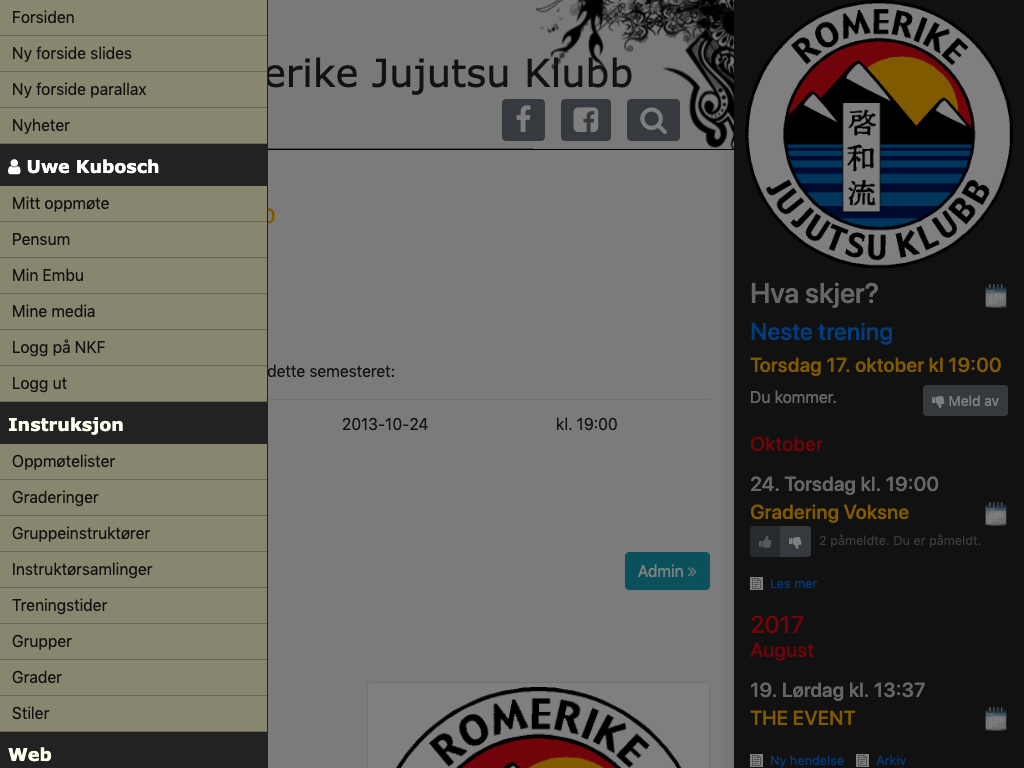 Forsiden
Ny forside slides
Ny forside parallax
Nyheter
Uwe Kubosch
Mitt oppmøte
Pensum
Min Embu
Mine media
Logg på NKF
Logg ut
Instruksjon
Oppmøtelister
Graderinger
Gruppeinstruktører
Instruktørsamlinger
Treningstider
Grupper
Grader
Stiler
Web
erike Jujutsu Klubb
dette semesteret:
2013-10-24 kl. 19:00
Admin »
ROMERIKE
ROMERIKE
啓和流
JUJUTSU KLUBB
Hva skjer?
Neste trening
Torsdag 17. oktober kl 19:00
Du kommer.
Meld av
Oktober
24. Torsdag kl. 19:00
Gradering Voksne
2 påmeldte. Du er påmeldt.
Les mer
2017
August
19. Lørdag kl. 13:37
THE EVENT
Ny hendelse Arkiv